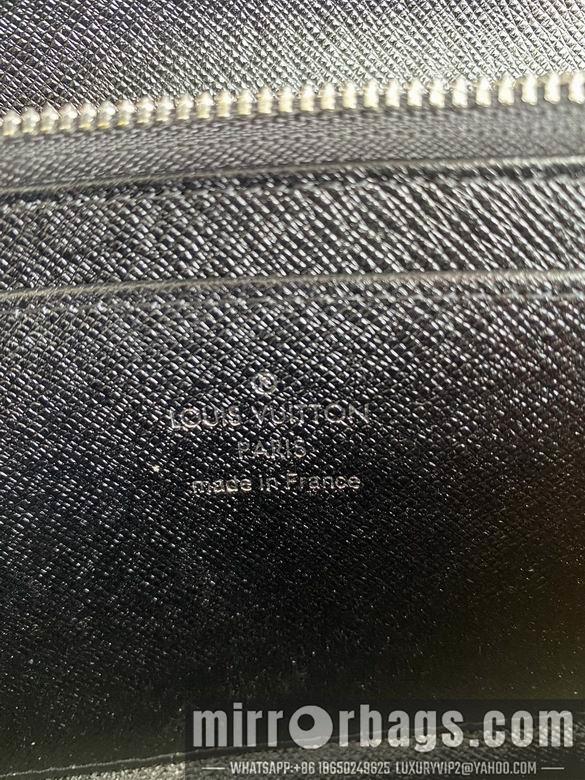 LOUIS VUITTON
PARIS
made in France
mirrorbags.com
WHATSAPP:+86 18650249625 LUXURYVIP2@YAHOO.COM